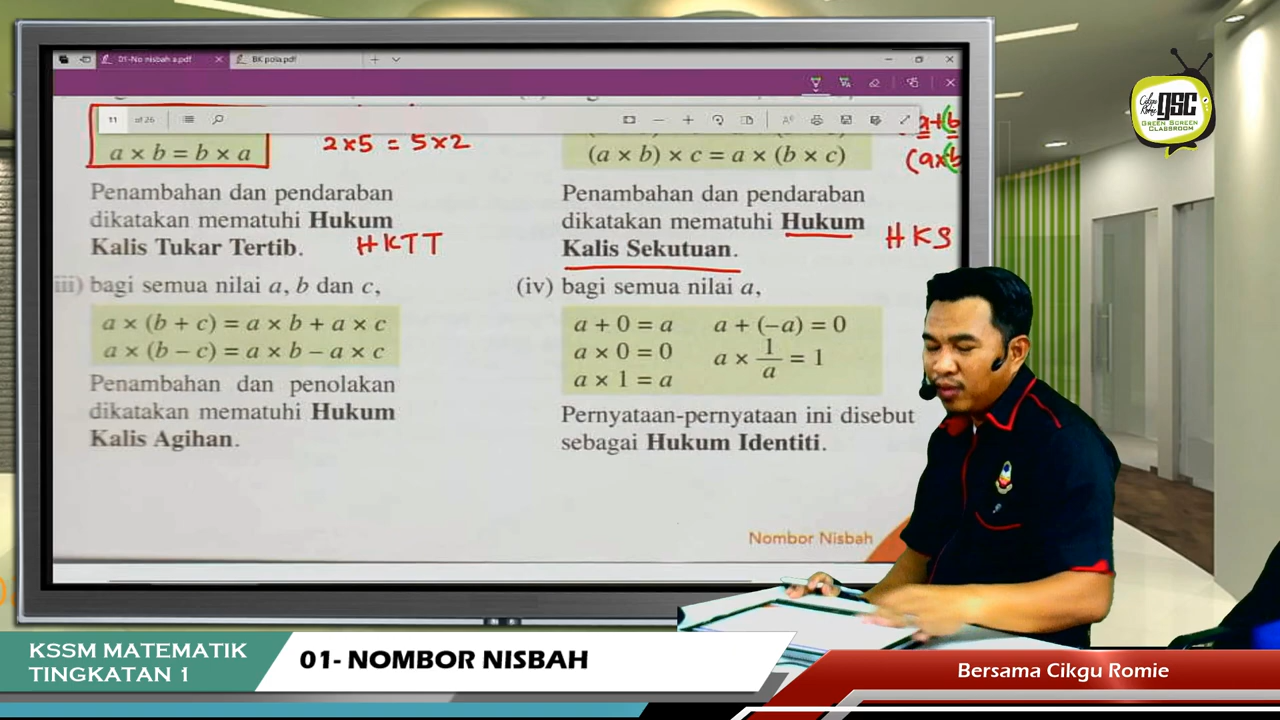 01-No nisbah a.pdf
BK pola.pdf
11 of 26
a × b = b × a
2×5 = 5×2
Penambahan dan pendaraban
dikatakan mematuhi Hukum
Kalis Tukar Tertib.
HKTT
(a × b) × c = a × (b × c)
a+(b
(a×(b
Penambahan dan pendaraban
dikatakan mematuhi Hukum
Kalis Sekutuan.
HKS
iii) bagi semua nilai a, b dan c,
a × (b + c) = a × b + a × c
a × (b − c) = a × b − a × c
Penambahan dan penolakan
dikatakan mematuhi Hukum
Kalis Agihan.
(iv) bagi semua nilai a,
a + 0 = a a + (−a) = 0
a × 0 = 0 a × 1/a = 1
a × 1 = a
Pernyataan-pernyataan ini disebut
sebagai Hukum Identiti.
Nombor Nisbah
Cikgu Romie GSC
GREEN SCREEN
CLASSROOM
KSSM MATEMATIK
TINGKATAN 1
01- NOMBOR NISBAH
Bersama Cikgu Romie